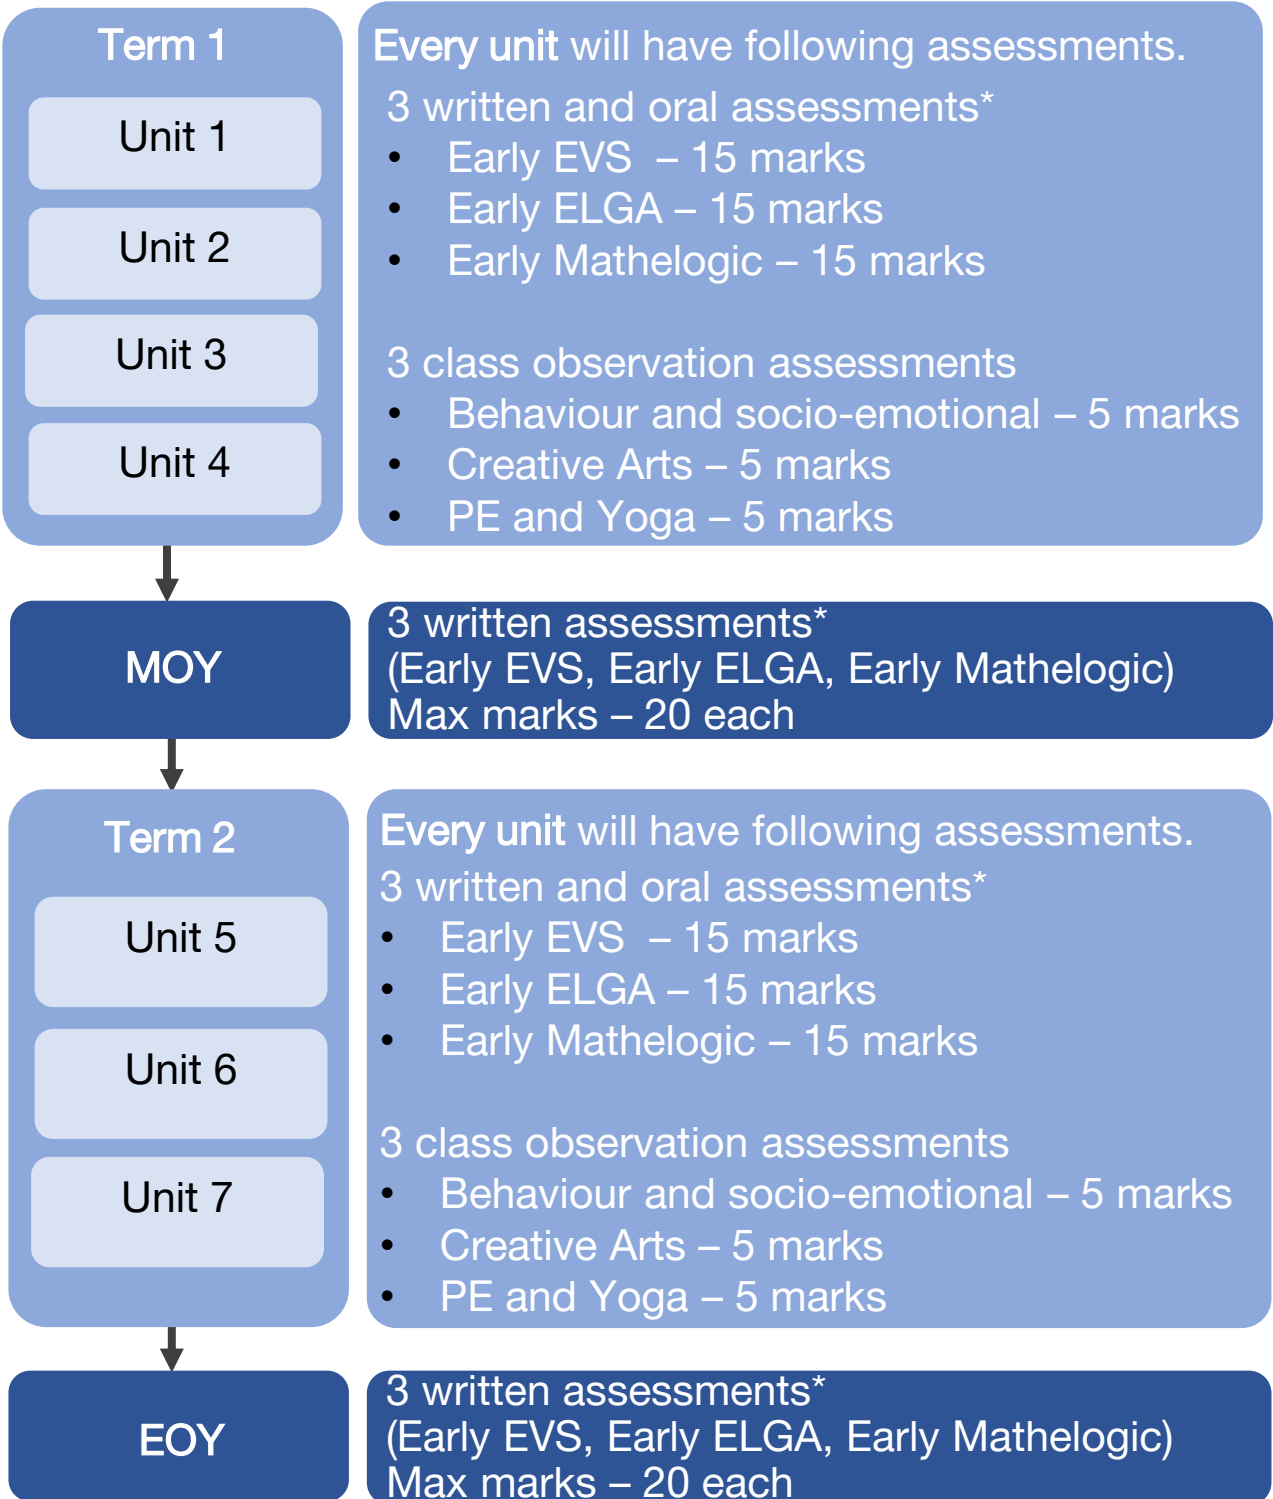 Term 1
Unit 1
Unit 2
Unit 3
Unit 4
Every unit will have following assessments.
3 written and oral assessments*
• Early EVS – 15 marks
• Early ELGA – 15 marks
• Early Mathelogic – 15 marks
3 class observation assessments
• Behaviour and socio-emotional – 5 marks
• Creative Arts – 5 marks
• PE and Yoga – 5 marks
MOY
3 written assessments*
(Early EVS, Early ELGA, Early Mathelogic)
Max marks – 20 each
Term 2
Unit 5
Unit 6
Unit 7
Every unit will have following assessments.
3 written and oral assessments*
• Early EVS – 15 marks
• Early ELGA – 15 marks
• Early Mathelogic – 15 marks
3 class observation assessments
• Behaviour and socio-emotional – 5 marks
• Creative Arts – 5 marks
• PE and Yoga – 5 marks
EOY
3 written assessments*
(Early EVS, Early ELGA, Early Mathelogic)
Max marks – 20 each